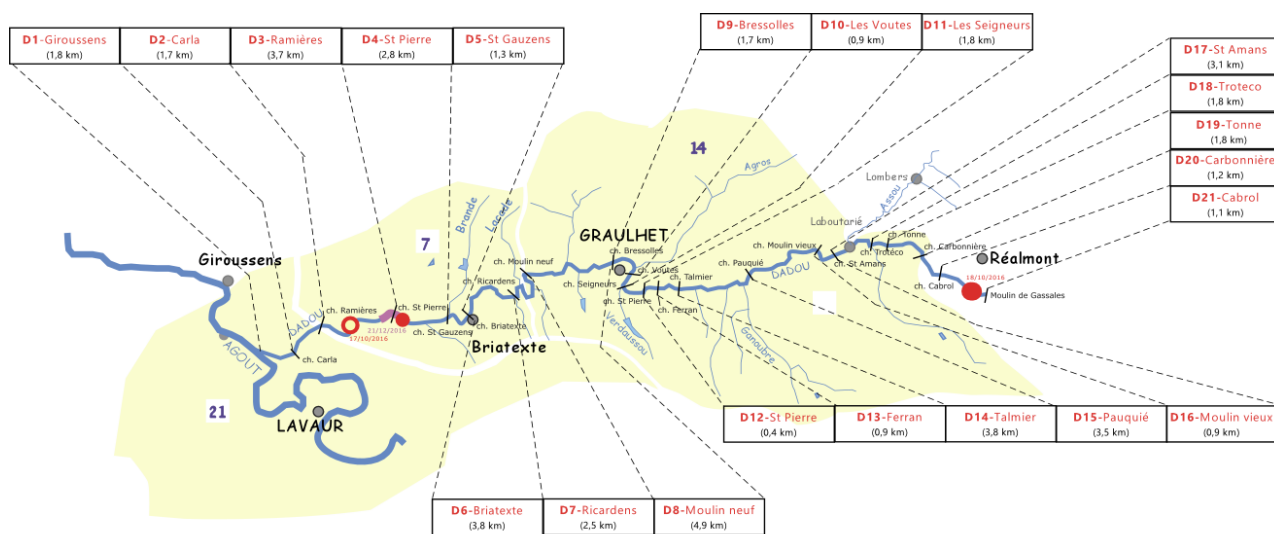 D1-Giroussens
(1,8 km)
D2-Carla
(1,7 km)
D3-Ramières
(3,7 km)
D4-St Pierre
(2,8 km)
D5-St Gauzens
(1,3 km)
D9-Bressolles
(1,7 km)
D10-Les Voutes
(0,9 km)
D11-Les Seigneurs
(1,8 km)
D17-St Amans
(3,1 km)
D18-Troteco
(1,8 km)
D19-Tonne
(1,8 km)
D20-Carbonnière
(1,2 km)
D21-Cabrol
(1,1 km)
14
Agros
Lombers
Assou
Laboutarié
Brande
Lacade
7
GRAULHET
ch. Bressolles
ch. Moulin vieux
ch. Tonne
ch. Carbonnière
ch. Troteco
ch. St Amans
Réalmont
Giroussens
ch. Moulin neuf
ch. Voutes
ch. Pauquié
DADOU
ch. Ricardens
ch. Seigneurs
ch. Talmier
18/10/2016
ch. Cabrol
Moulin de Gassales
ch. St Pierre
ch. Ferran
ch. Ramières
ch. St Pierre
DADOU
21/12/2016
17/10/2016
ch. St Gauzens
ch. Briatexte
Briatexte
Verdaussou
Ganoubre
AGOUT
ch. Carla
21
LAVAUR
D12-St Pierre
(0,4 km)
D13-Ferran
(0,9 km)
D14-Talmier
(3,8 km)
D15-Pauquié
(3,5 km)
D16-Moulin vieux
(0,9 km)
D6-Briatexte
(3,8 km)
D7-Ricardens
(2,5 km)
D8-Moulin neuf
(4,9 km)